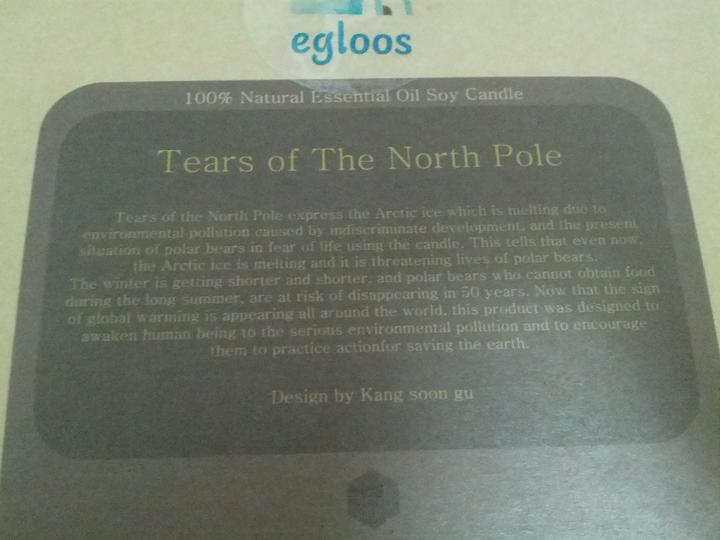 egloos
100% Natural Essential Oil Soy Candle
Tears of The North Pole
Tears of the North Pole express the Arctic ice which is melting due to
environmental pollution caused by indiscriminate development, and the present
situation of polar bears in fear of life using the candle. This tells that even now,
the Arctic ice is melting and it is threatening lives of polar bears.
The winter is getting shorter and shorter, and polar bears who cannot obtain food
during the long summer, are at risk of disappearing in 50 years. Now that the sign
of global warming is appearing all around the world, this product was designed to
awaken human being to the serious environmental pollution and to encourage
them to practice actionfor saving the earth.
Design by Kang soon gu